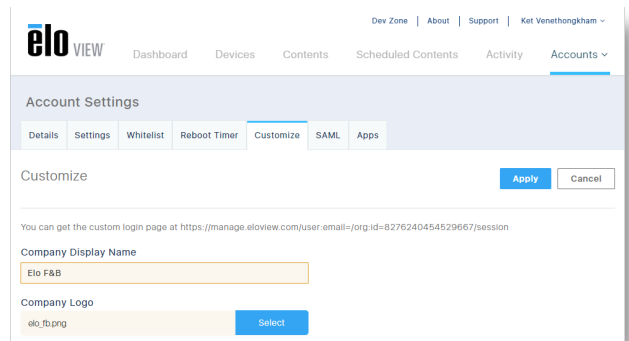 Dev Zone | About | Support | Ket Venethongkham
elo VIEW Dashboard Devices Contents Scheduled Contents Activity Accounts
Account Settings
Details Settings Whitelist Reboot Timer Customize SAML Apps
Customize Apply Cancel
You can get the custom login page at https://manage.eloview.com/user:email=/org:id=8276240454529667/session
Company Display Name
Elo F&B
Company Logo
elo_fb.png Select